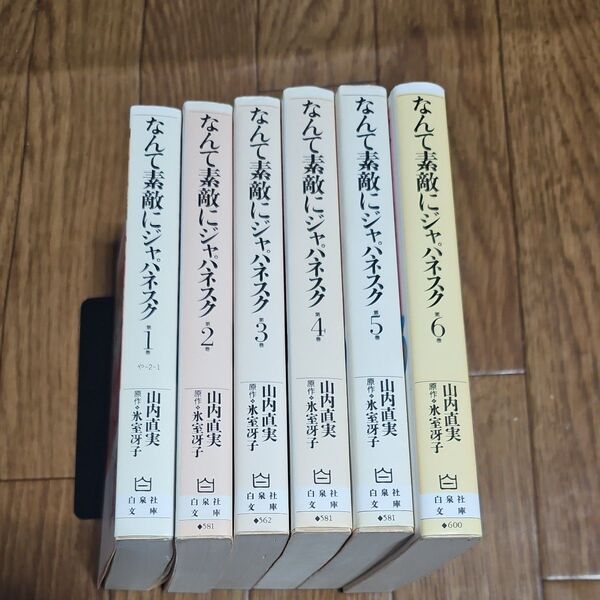 なんて素敵にジャパネスク
第1巻
や-2-1
山内直実
原作❖氷室冴子
白泉社
文庫
なんて素敵にジャパネスク
第2巻
山内直実
原作❖氷室冴子
白泉社
文庫
◆581
なんて素敵にジャパネスク
第3巻
山内直実
原作❖氷室冴子
白泉社
文庫
◆562
なんて素敵にジャパネスク
第4巻
山内直実
原作❖氷室冴子
白泉社
文庫
◆581
なんて素敵にジャパネスク
第5巻
山内直実
原作❖氷室冴子
白泉社
文庫
◆581
なんて素敵にジャパネスク
第6巻
山内直実
原作❖氷室冴子
白泉社
文庫
◆600